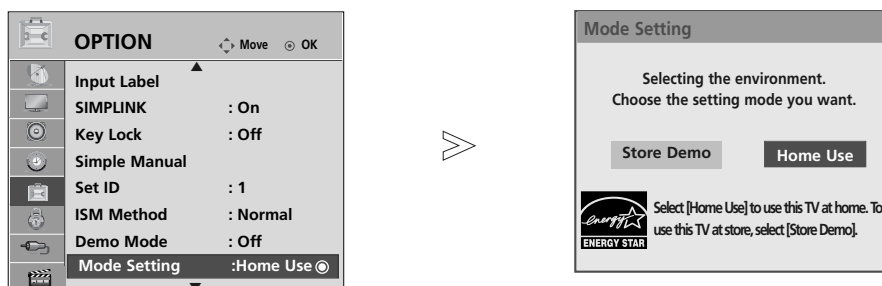 OPTION
Move OK
Input Label
SIMPLINK : On
Key Lock : Off
Simple Manual
Set ID : 1
ISM Method : Normal
Demo Mode : Off
Mode Setting :Home Use
Mode Setting
Selecting the environment.
Choose the setting mode you want.
Store Demo Home Use
energy
ENERGY STAR
Select [Home Use] to use this TV at home. To
use this TV at store, select [Store Demo].